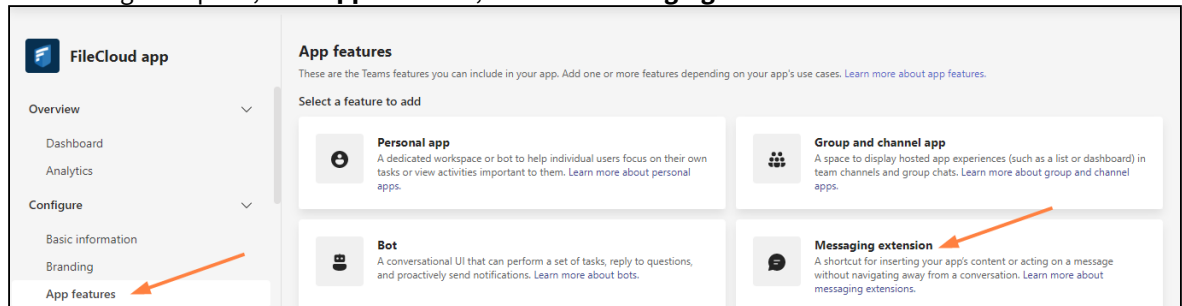 FileCloud app
Overview
Dashboard
Analytics
Configure
Basic information
Branding
App features
App features
These are the Teams features you can include in your app. Add one or more features depending on your app's use cases. Learn more about app features.
Select a feature to add
Personal app
A dedicated workspace or bot to help individual users focus on their own
tasks or view activities important to them. Learn more about personal
apps.
Group and channel app
A space to display hosted app experiences (such as a list or dashboard) in
team channels and group chats. Learn more about group and channel
apps.
Bot
A conversational UI that can perform a set of tasks, reply to questions,
and proactively send notifications. Learn more about bots.
Messaging extension
A shortcut for inserting your app's content or acting on a message
without navigating away from a conversation. Learn more about
messaging extensions.